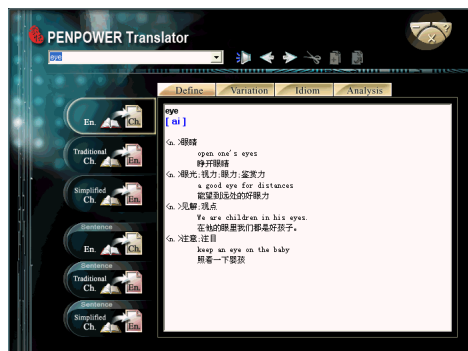 PENPOWER Translator
eye
Define
Variation
Idiom
Analysis
En.
Ch.
Traditional
Ch.
En.
Simplified
Ch.
En.
Sentence
En.
Ch.
Sentence
Traditional
Ch.
En.
Sentence
Simplified
Ch.
En.
eye
[ ai ]
<n. >眼睛
open one's eyes
睁开眼睛
<n. >眼光;视力;眼力;鉴赏力
a good eye for distances
能望到远处的好眼力
<n. >见解;观点
We are children in his eyes.
在他的眼里我们都是好孩子。
<n. >注意;注目
keep an eye on the baby
照看一下婴孩